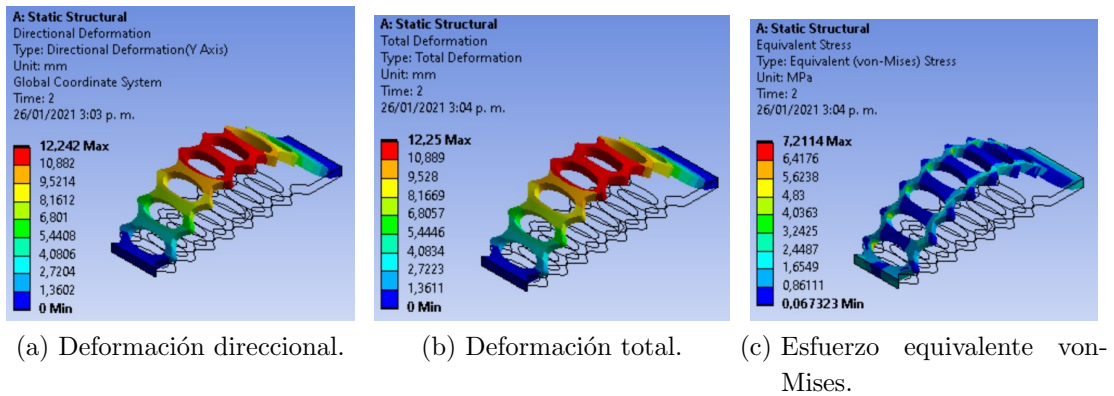 A: Static Structural
Directional Deformation
Type: Directional Deformation(Y Axis)
Unit: mm
Global Coordinate System
Time: 2
26/01/2021 3:03 p. m.
12,242 Max
10,882
9,5214
8,1612
6,801
5,4408
4,0806
2,7204
1,3602
0 Min
(a) Deformación direccional.
A: Static Structural
Total Deformation
Type: Total Deformation
Unit: mm
Time: 2
26/01/2021 3:04 p. m.
12,25 Max
10,889
9,528
8,1669
6,8057
5,4446
4,0834
2,7223
1,3611
0 Min
(b) Deformación total.
A: Static Structural
Equivalent Stress
Type: Equivalent (von-Mises) Stress
Unit: MPa
Time: 2
26/01/2021 3:04 p. m.
7,2114 Max
6,4176
5,6238
4,83
4,0363
3,2425
2,4487
1,6549
0,86111
0,067323 Min
(c) Esfuerzo equivalente von-
Mises.